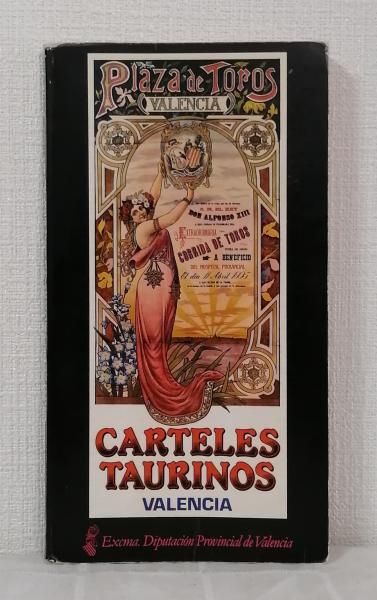 Plaza de Toros
VALENCIA
S. M. EL REY
DON ALFONSO XIII
EXTRAORDINARIA
CORRIDA DE TOROS
A BENEFICIO
DEL HOSPITAL PROVINCIAL
CARTELES
TAURINOS
VALENCIA
Excma. Diputación Provincial de Valencia